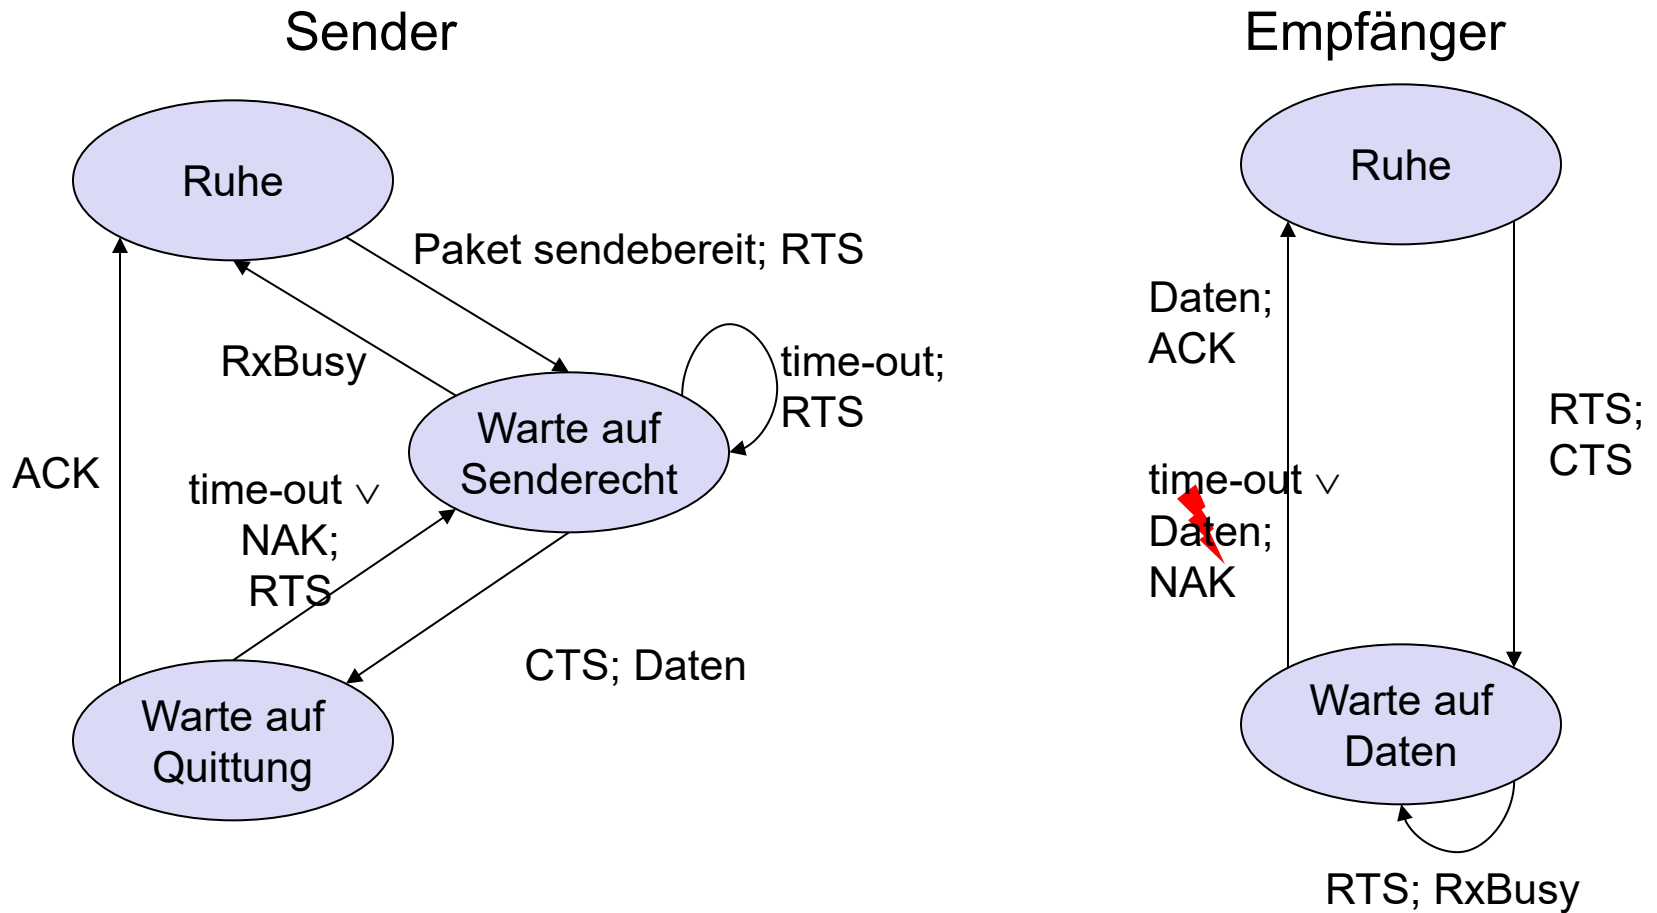 Sender
Ruhe
Paket sendebereit; RTS
RxBusy
time-out;
RTS
Warte auf
Senderecht
ACK
time-out ∨
NAK;
RTS
CTS; Daten
Warte auf
Quittung
Empfänger
Ruhe
Daten;
ACK
RTS;
CTS
time-out ∨
Daten;
NAK
Warte auf
Daten
RTS; RxBusy